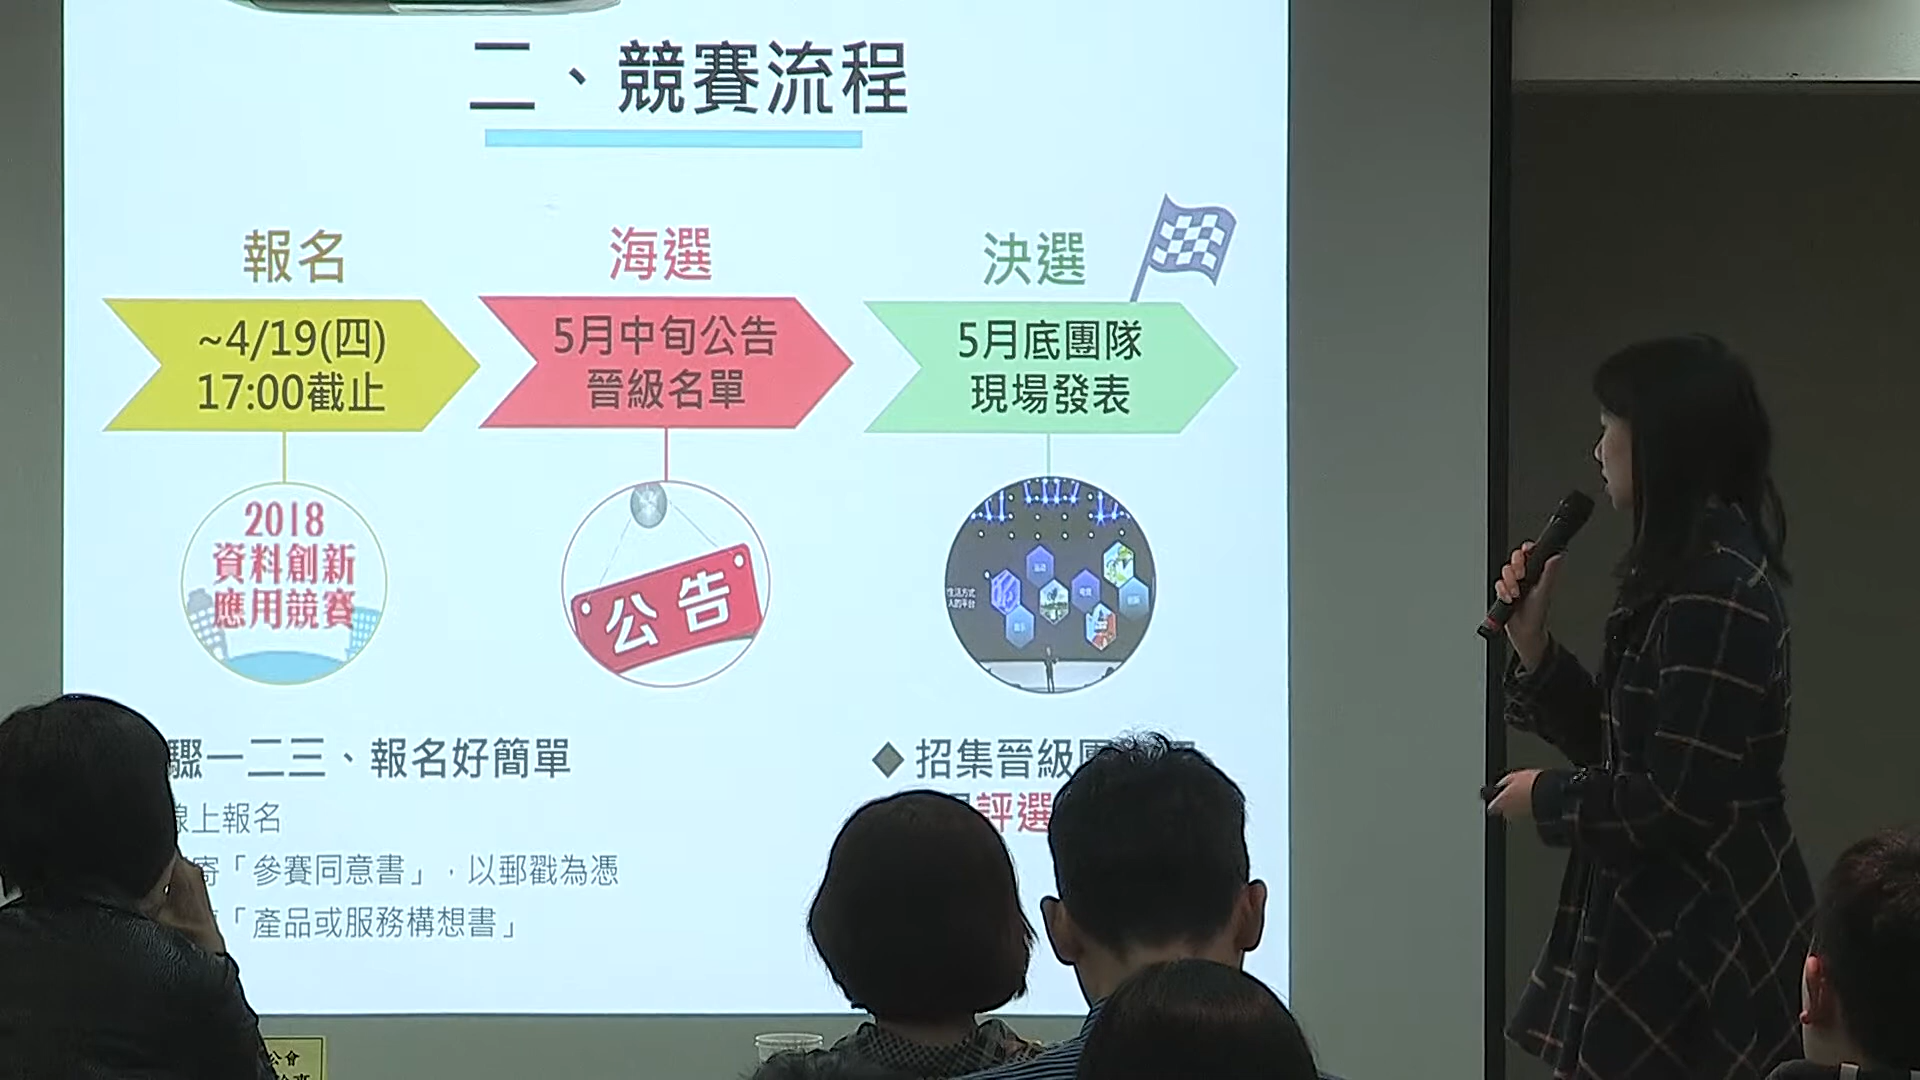 二、競賽流程
報名
海選
決選
~4/19(四)
17:00截止
5月中旬公告
晉級名單
5月底團隊
現場發表
2018
資料創新
應用競賽
公告
驟一二三、報名好簡單
線上報名
寄「參賽同意書」，以郵戳為憑
「產品或服務構想書」
◆ 招集晉級團
評選
公會